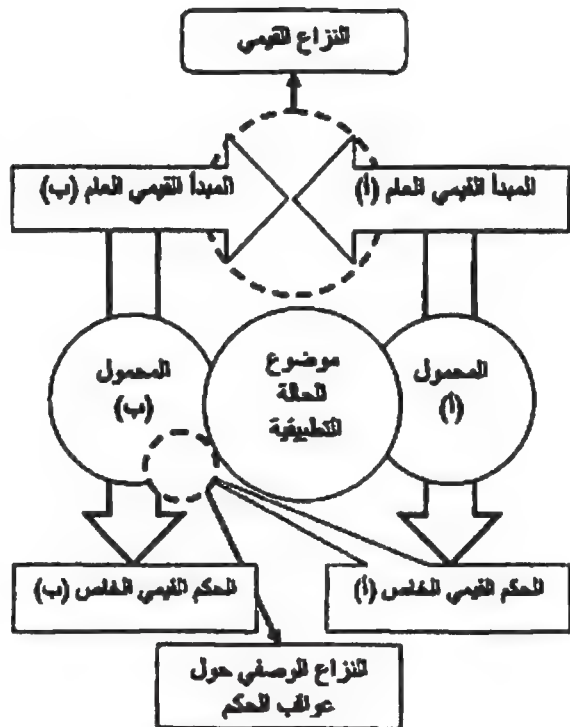 النزاع القيمي
المبدأ القيمي العام (أ)
المبدأ القيمي العام (ب)
المحمول
(أ)
موضوع
الحالة
التطبيقية
المحمول
(ب)
الحكم القيمي الخاص (أ)
الحكم القيمي الخاص (ب)
النزاع الوصفي حول
عواقب الحكم